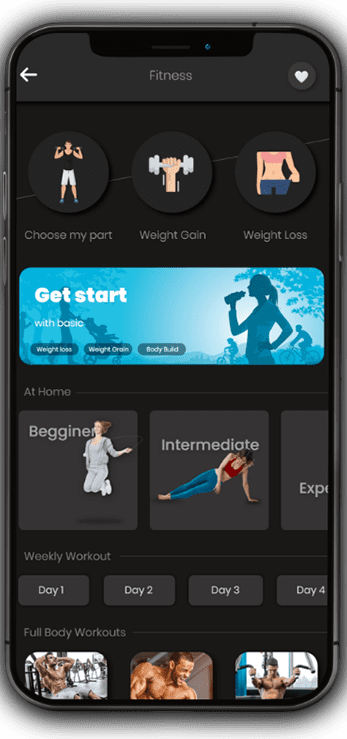 Fitness
Choose my part
Weight Gain
Weight Loss
Get start
with basic
Weight loss
Weight Grain
Body Build
At Home
Begginer
Intermediate
Expe
Weekly Workout
Day 1
Day 2
Day 3
Day 4
Full Body Workouts